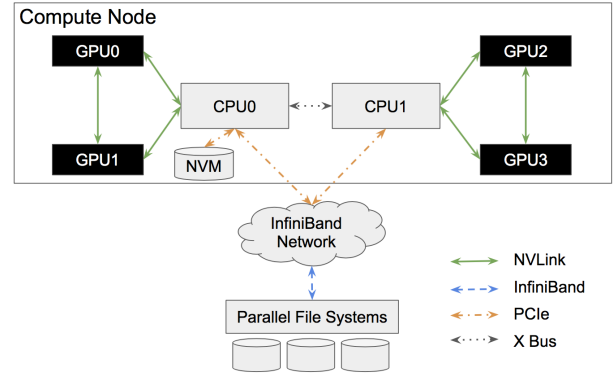 Compute Node
GPU0
GPU2
CPU0
CPU1
GPU1
NVM
GPU3
InfiniBand
Network
NVLink
InfiniBand
Parallel File Systems
PCIe
X Bus